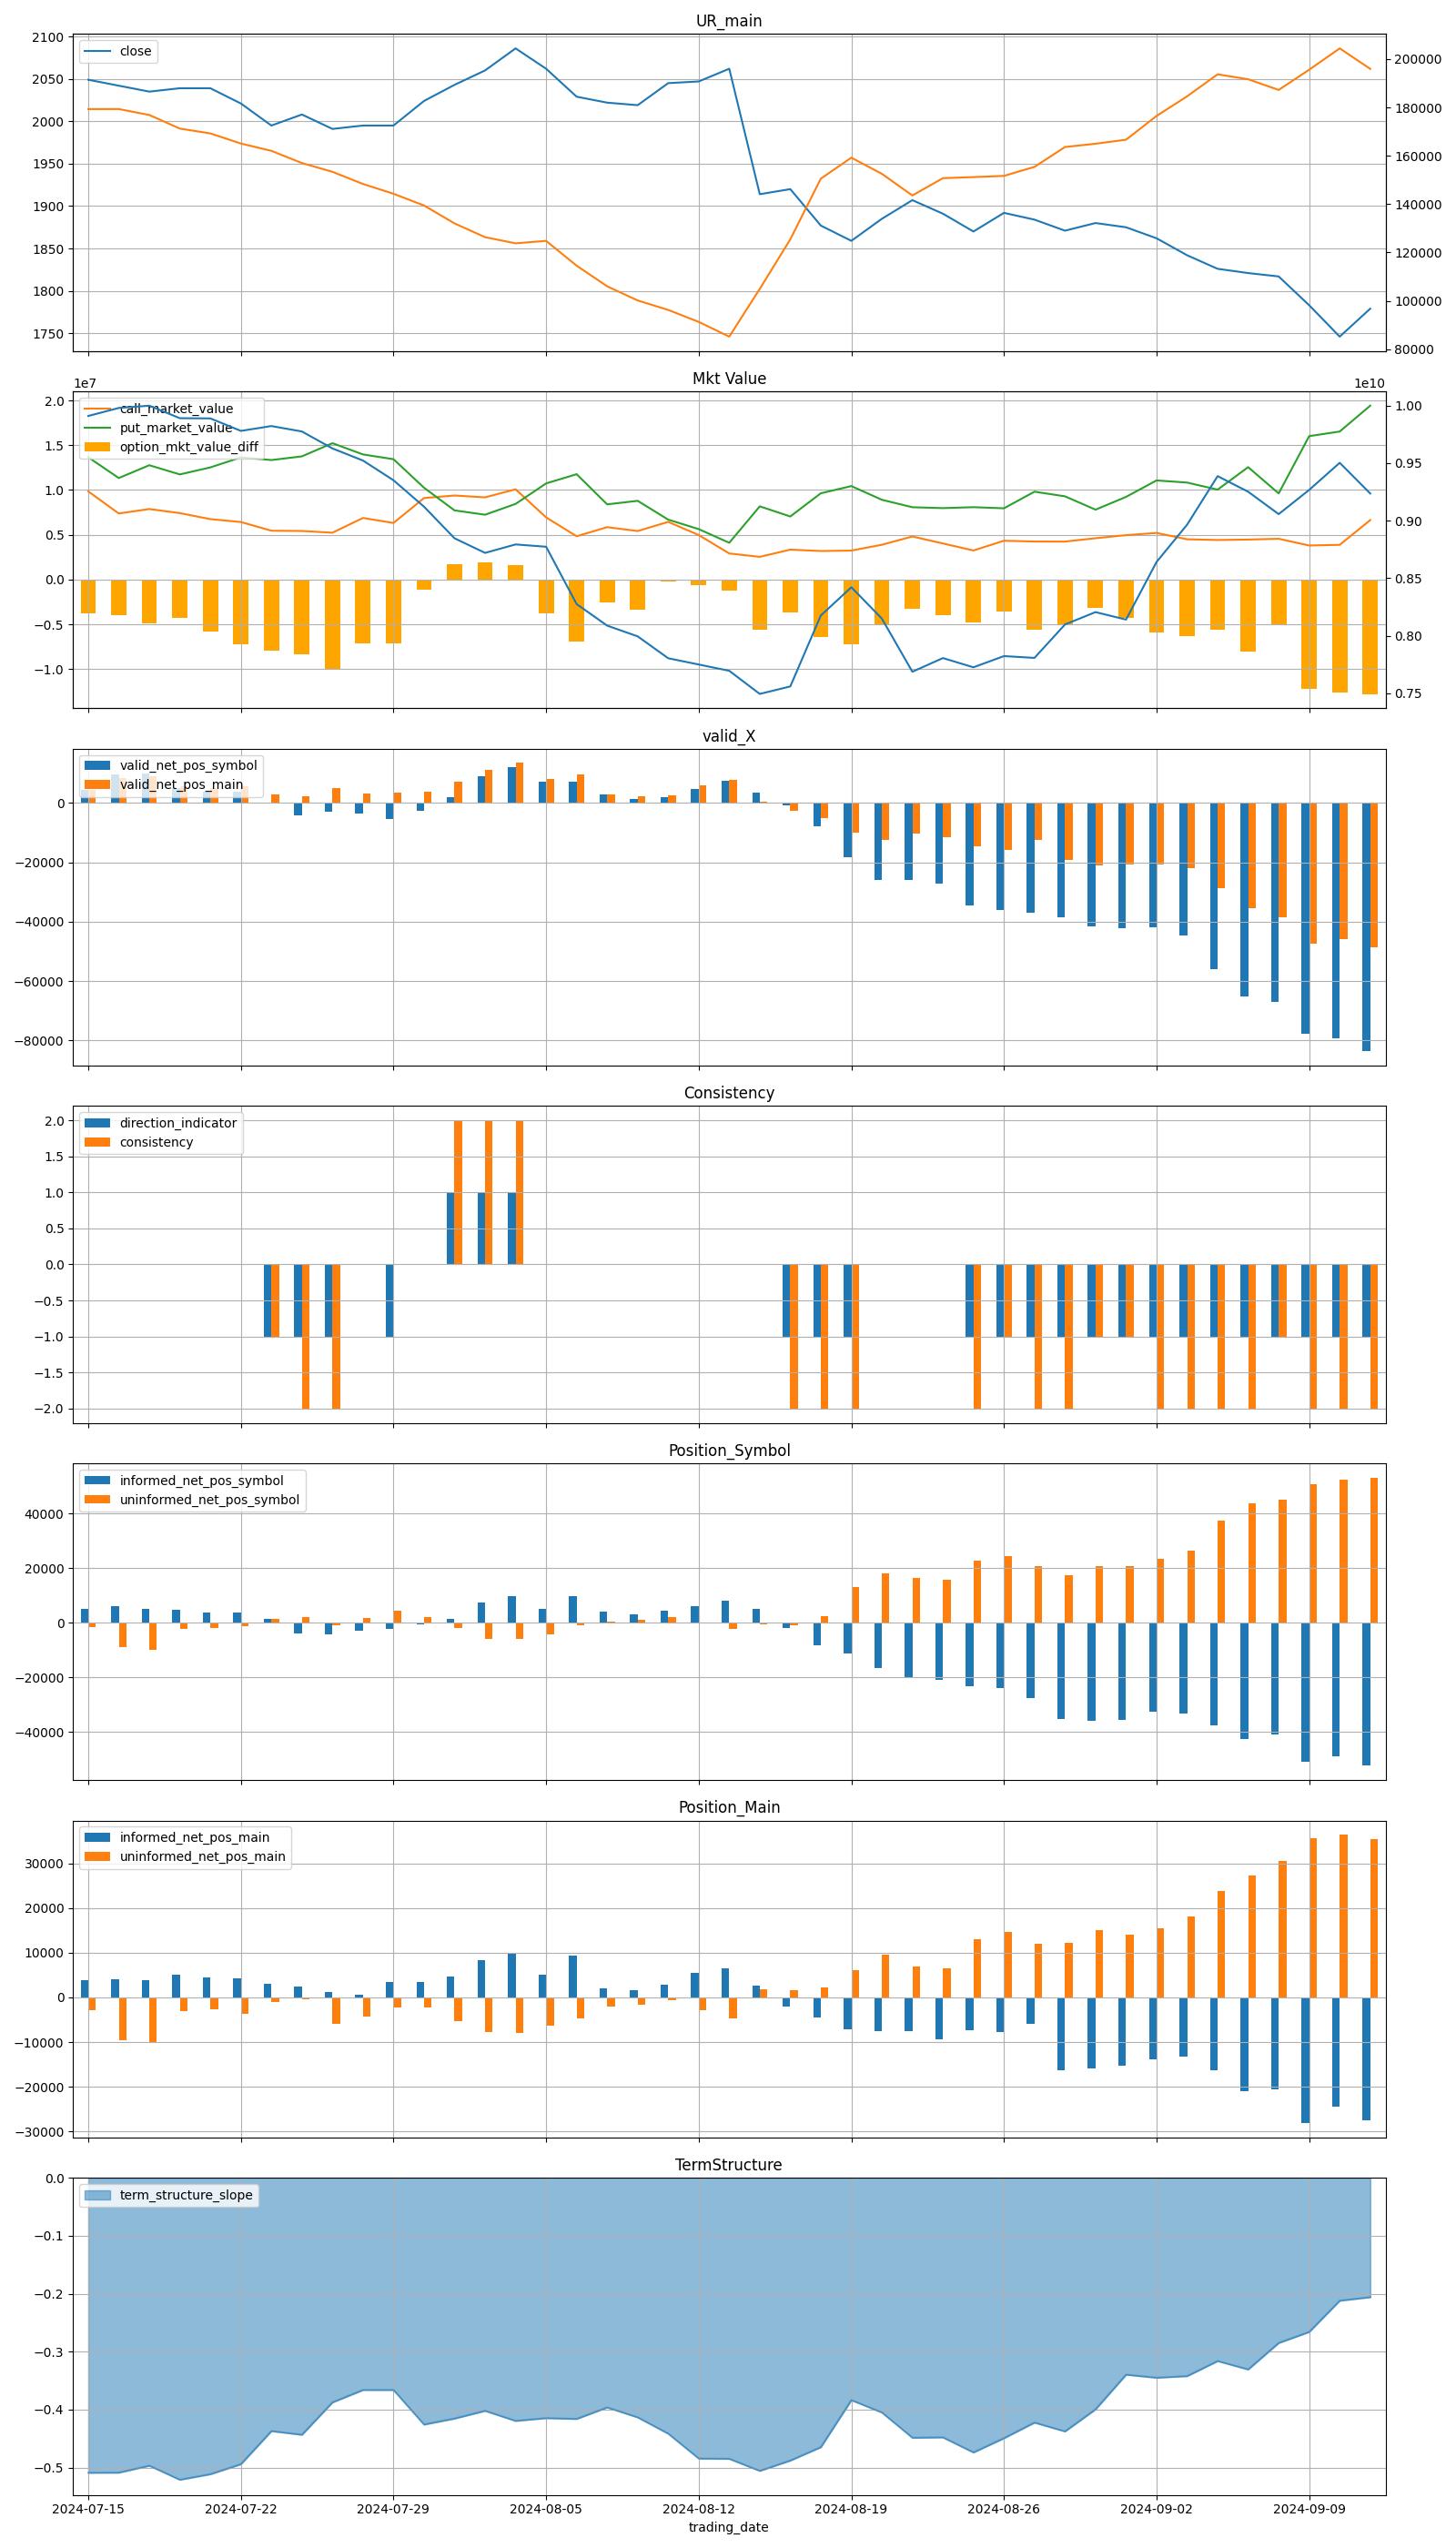 UR_main
close
2100
2050
2000
1950
1900
1850
1800
1750
200000
180000
160000
140000
120000
100000
80000
Mkt Value
1e7
1e10
call_market_value
put_market_value
option_mkt_value_diff
2.0
1.5
1.0
0.5
0.0
−0.5
−1.0
1.00
0.95
0.90
0.85
0.80
0.75
valid_X
valid_net_pos_symbol
valid_net_pos_main
0
−20000
−40000
−60000
−80000
Consistency
direction_indicator
consistency
2.0
1.5
1.0
0.5
0.0
−0.5
−1.0
−1.5
−2.0
Position_Symbol
informed_net_pos_symbol
uninformed_net_pos_symbol
40000
20000
0
−20000
−40000
Position_Main
informed_net_pos_main
uninformed_net_pos_main
30000
20000
10000
0
−10000
−20000
−30000
TermStructure
term_structure_slope
0.0
−0.1
−0.2
−0.3
−0.4
−0.5
2024-07-15 2024-07-22 2024-07-29 2024-08-05 2024-08-12 2024-08-19 2024-08-26 2024-09-02 2024-09-09
trading_date